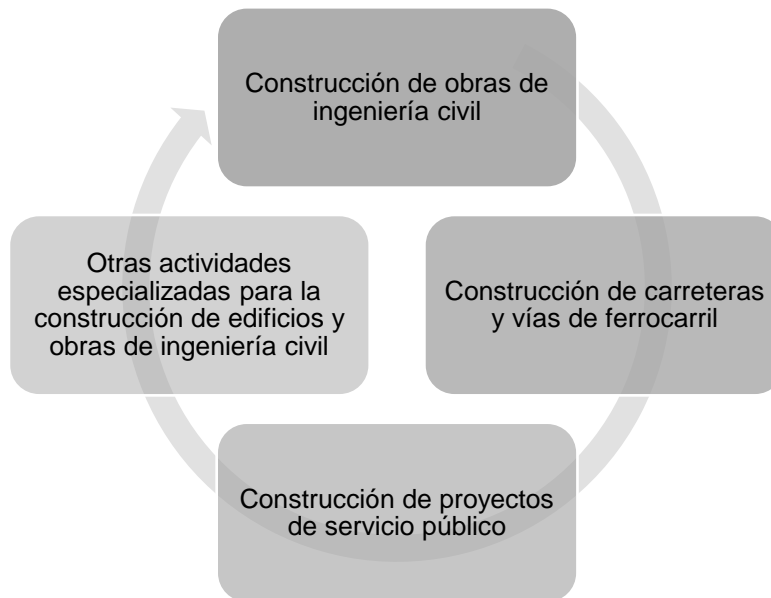 Construcción de obras de
ingeniería civil
Construcción de carreteras
y vías de ferrocarril
Construcción de proyectos
de servicio público
Otras actividades
especializadas para la
construcción de edificios y
obras de ingeniería civil